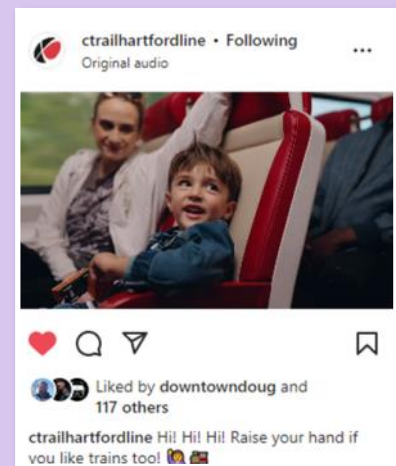 ctrailhartfordline • Following
Original audio
Liked by downtowndoug and
117 others
ctrailhartfordline Hi! Hi! Hi! Raise your hand if
you like trains too! 🙋‍♀️🚂